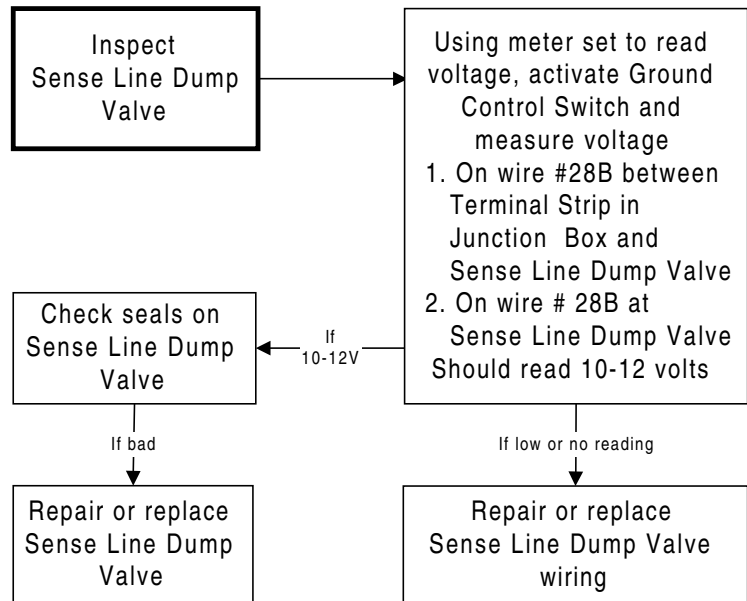 Inspect
Sense Line Dump
Valve
Using meter set to read
voltage, activate Ground
Control Switch and
measure voltage
1. On wire #28B between
Terminal Strip in
Junction Box and
Sense Line Dump Valve
2. On wire # 28B at
Sense Line Dump Valve
Should read 10-12 volts
If
10-12V
Check seals on
Sense Line Dump
Valve
If bad
If low or no reading
Repair or replace
Sense Line Dump
Valve
Repair or replace
Sense Line Dump Valve
wiring